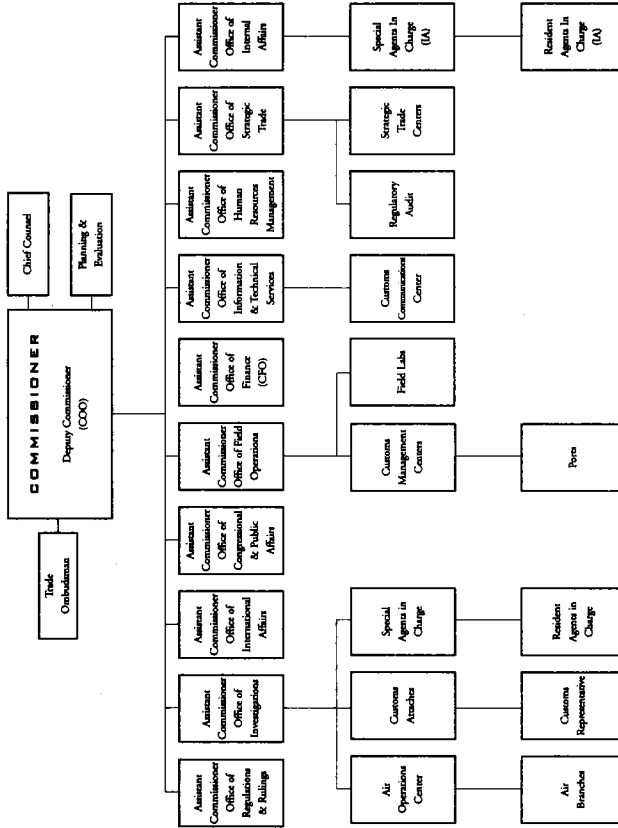 Trade
Ombudsman
COMMISSIONER
Deputy Commissioner
(COO)
Chief Counsel
Planning &
Evaluation
Assistant
Commissioner
Office of
Regulations
& Rulings
Assistant
Commissioner
Office of
Investigations
Assistant
Commissioner
Office of
International
Affairs
Assistant
Commissioner
Office of
Congressional
& Public
Affairs
Assistant
Commissioner
Office of Field
Operations
Assistant
Commissioner
Office of
Finance
(CFO)
Assistant
Commissioner
Office of
Information
& Technical
Services
Assistant
Commissioner
Office of
Human
Resources
Management
Assistant
Commissioner
Office of
Strategic
Trade
Assistant
Commissioner
Office of
Internal
Affairs
Air
Operations
Center
Customs
Attaches
Special
Agents in
Charge
Customs
Management
Centers
Field Labs
Customs
Communications
Center
Regulatory
Audit
Strategic
Trade
Centers
Special
Agents In
Charge
(IA)
Air
Branches
Customs
Representative
Resident
Agents in
Charge
Ports
Resident
Agents In
Charge
(IA)